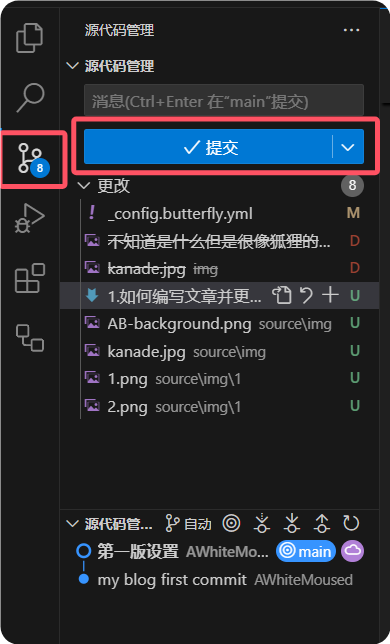 源代码管理
源代码管理
消息(Ctrl+Enter 在"main"提交)
提交
8
更改 8
_config.butterfly.yml M
不知道是什么但是很像狐狸的... D
kanade.jpg img D
1.如何编写文章并更... U
AB-background.png source\img U
kanade.jpg source\img U
1.png source\img\1 U
2.png source\img\1 U
源代码管... 自动
第一版设置 AWhiteMo... main
my blog first commit AWhiteMoused